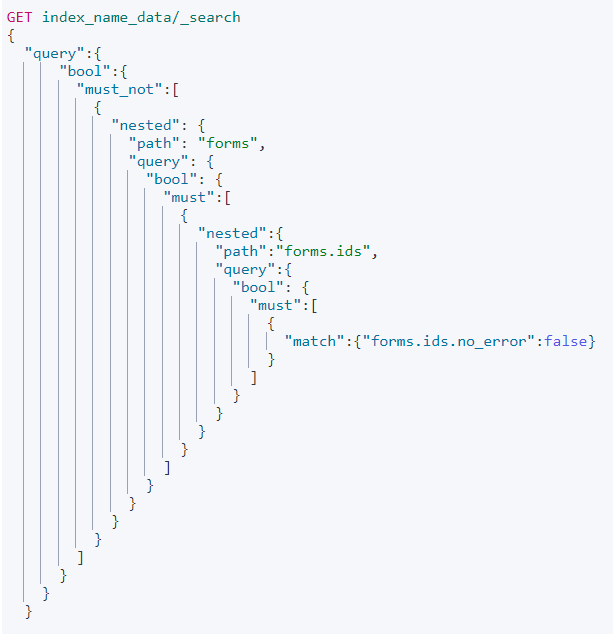 GET index_name_data/_search
{
  "query":{
      "bool":{
        "must_not":[
          {
            "nested": {
              "path": "forms",
              "query": {
                "bool": {
                  "must":[
                    {
                      "nested":{
                        "path":"forms.ids",
                        "query":{
                          "bool": {
                            "must":[
                              {
                                "match":{"forms.ids.no_error":false}
                              }
                            ]
                          }
                        }
                      }
                    }
                  ]
                }
              }
            }
          }
        ]
      }
    }
  }